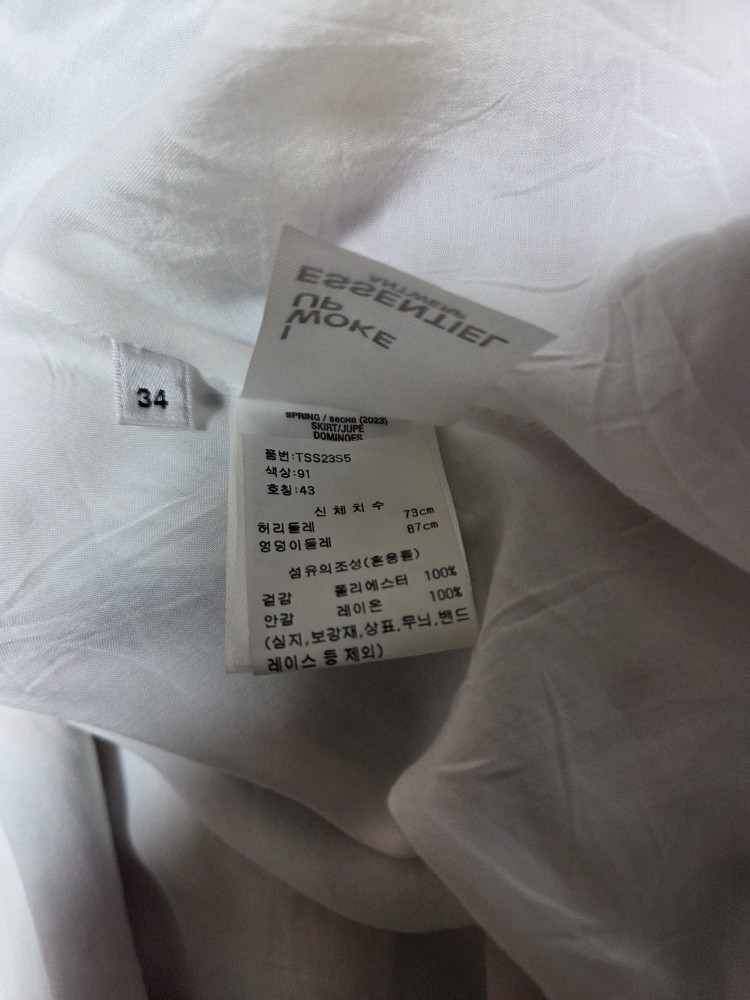 I WOKE
UP
ESSENTIEL
ANTWERP
34
SPRING / SECHS (2023)
SKIRT/JUPE
DOMINOES
품번:TSS23S5
색상:91
호칭:43
신체치수
허리둘레 73cm
엉덩이둘레 87cm
섬유의조성(혼용률)
겉감 폴리에스터 100%
안감 레이온 100%
(심지,보강재,상표,무늬,밴드
레이스 등 제외)